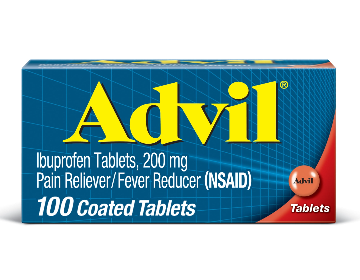 Advil®
Ibuprofen Tablets, 200 mg
Pain Reliever/Fever Reducer (NSAID)
100 Coated Tablets
Advil
Tablets